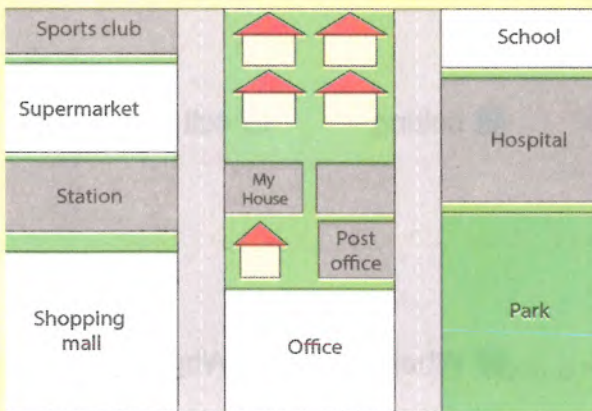 Sports club
School
Supermarket
Hospital
Station
My
House
Post
office
Shopping
mall
Office
Park